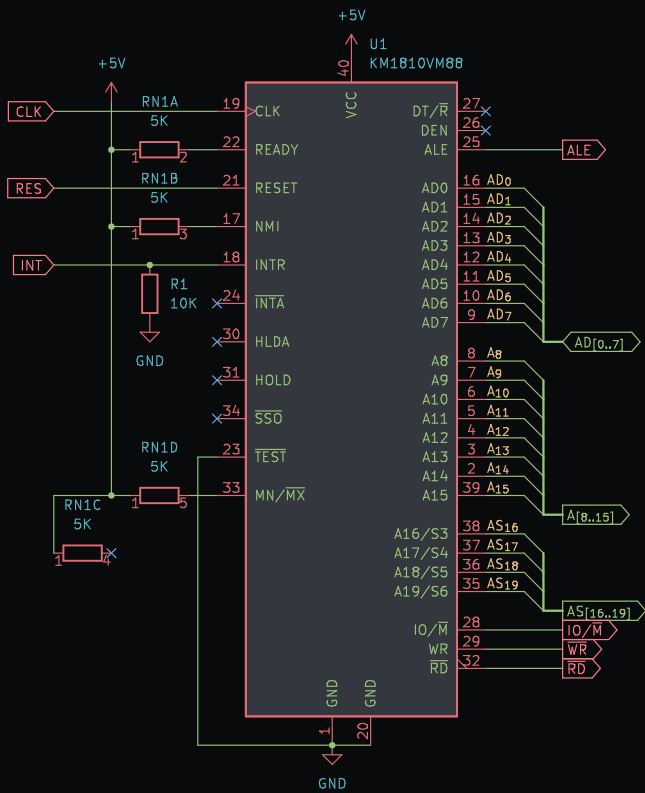 +5V
+5V
U1
KM1810VM88
40
VCC
CLK
RN1A
5K
19
CLK
DT/R
27
DEN
26
1
2
22
READY
ALE
25
ALE
RES
RN1B
5K
21
RESET
AD0
16
AD0
AD1
15
AD1
1
3
17
NMI
AD2
14
AD2
AD3
13
AD3
INT
18
INTR
AD4
12
AD4
R1
10K
AD5
11
AD5
24
INTA
AD6
10
AD6
AD7
9
AD7
GND
30
HLDA
AD[0..7]
A8
8
A8
31
HOLD
A9
7
A9
A10
6
A10
34
SSO
A11
5
A11
A12
4
A12
RN1D
5K
23
TEST
A13
3
A13
A14
2
A14
1
5
33
MN/MX
A15
39
A15
RN1C
5K
A[8..15]
A16/S3
38
AS16
1
4
A17/S4
37
AS17
A18/S5
36
AS18
A19/S6
35
AS19
AS[16..19]
IO/M
28
IO/M
WR
29
WR
RD
32
RD
GND
GND
1
20
GND